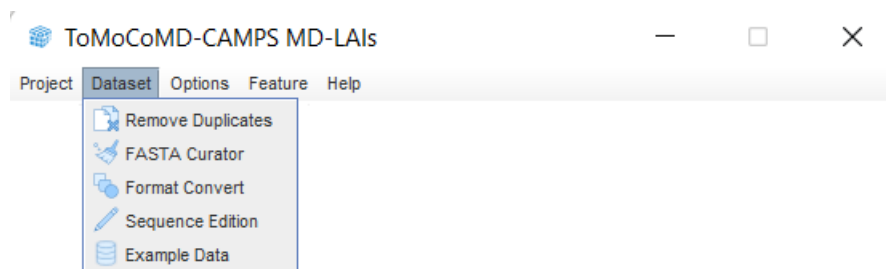 ToMoCoMD-CAMPS MD-LAIs
Project Dataset Options Feature Help
Remove Duplicates
FASTA Curator
Format Convert
Sequence Edition
Example Data